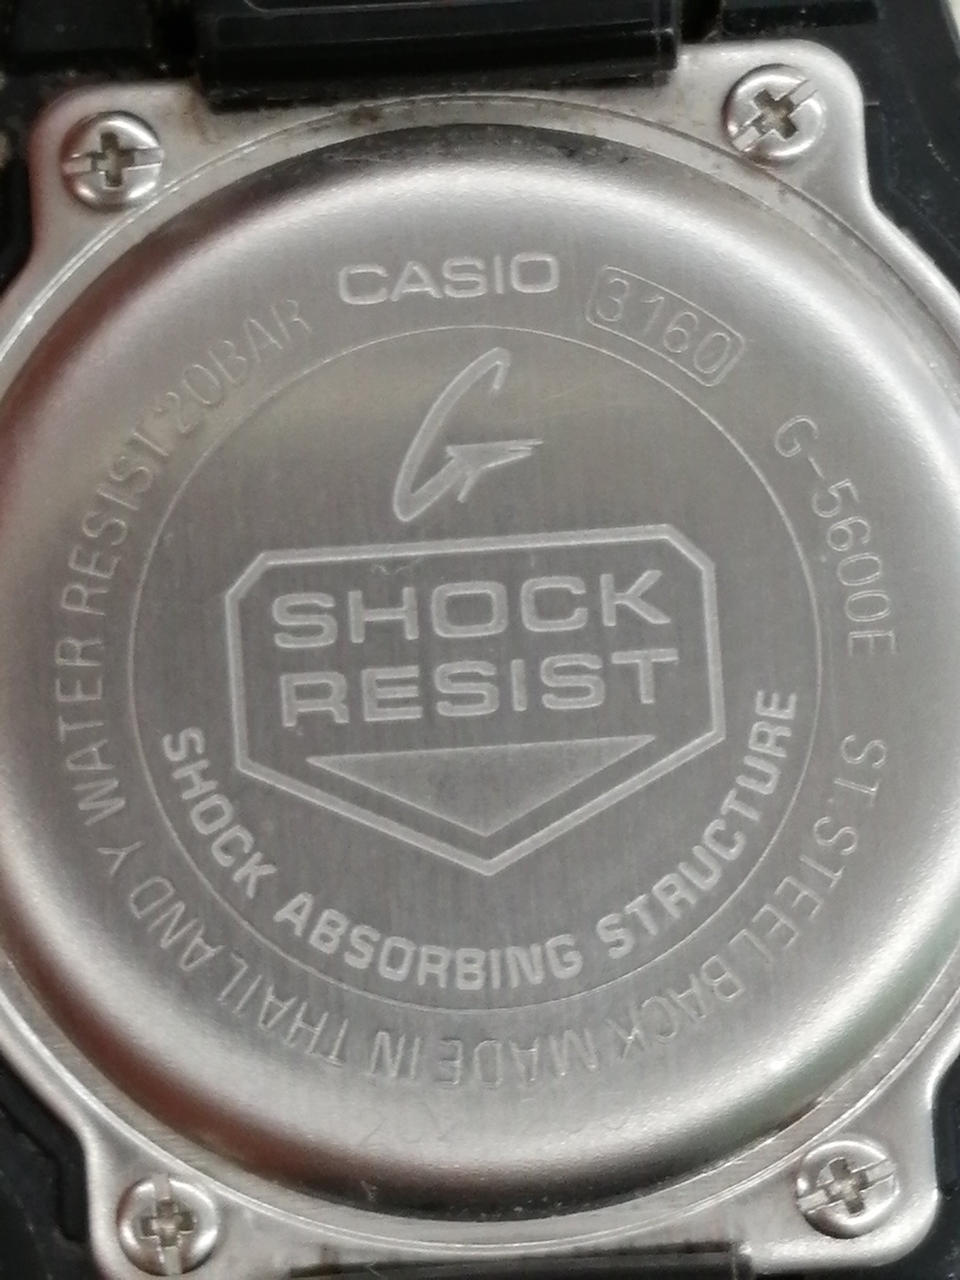 CASIO
3160
G-5600E
ST.STEEL BACK MADE IN THAILAND Y WATER RESIST 20BAR
G
SHOCK
RESIST
SHOCK ABSORBING STRUCTURE